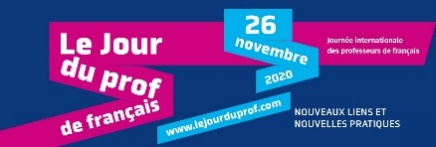 Le Jour
du prof
de français
26
novembre
2020
www.lejourduprof.com
Journée internationale
des professeurs de français
NOUVEAUX LIENS ET
NOUVELLES PRATIQUES